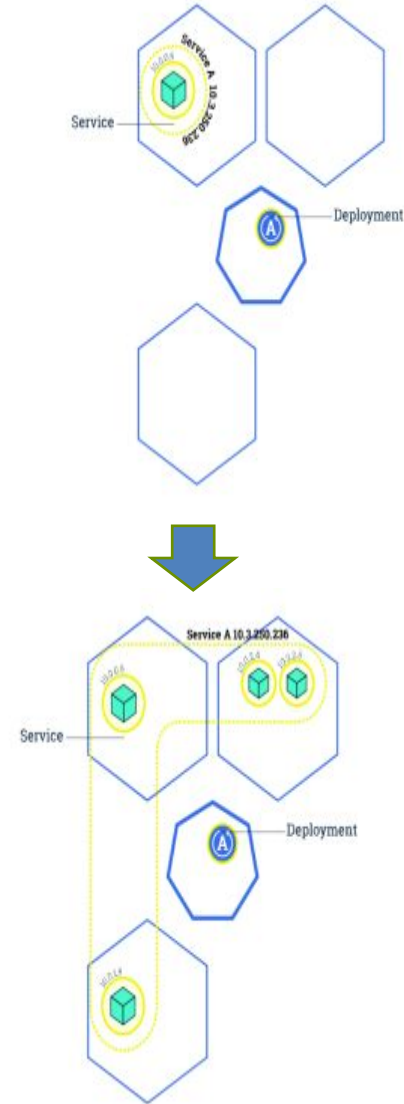 Service A 10.3.250.236
Service
A
Deployment
Service A 10.3.250.236
Service
A
Deployment